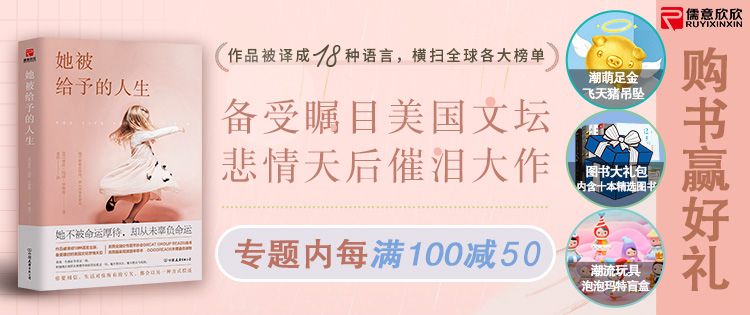 儒意欣欣
RUYIXINXIN
她被
给予的人生
她被给予的人生
她不被命运厚待，却从未辜负命运
作品被译成18种语言，横扫全球各大榜单
备受瞩目美国文坛
悲情天后催泪大作
专题内每满100减50
潮萌足金
飞天猪吊坠
图书大礼包
内含十本精选图书
潮流玩具
泡泡玛特盲盒
购书赢好礼